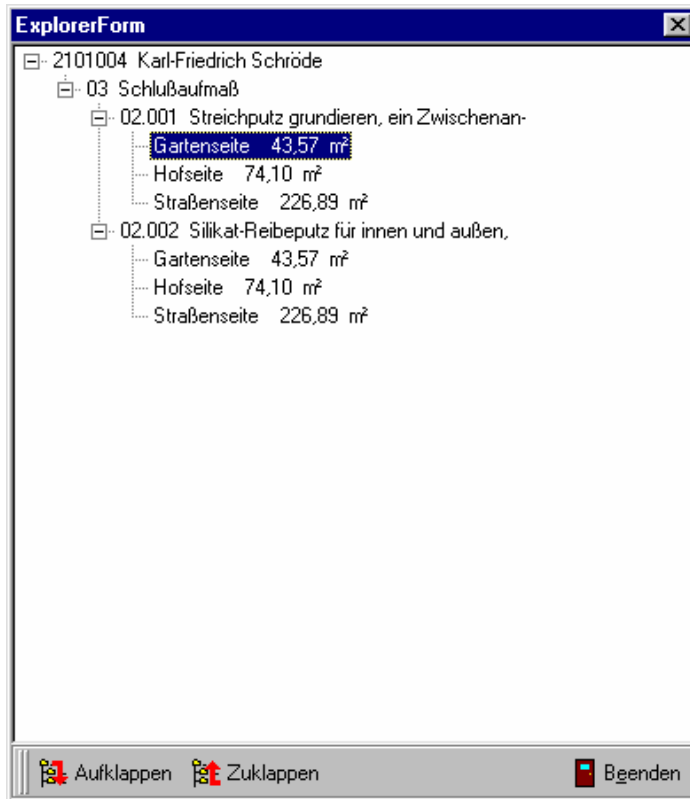 ExplorerForm
2101004 Karl-Friedrich Schröde
03 Schlußaufmaß
02.001 Streichputz grundieren, ein Zwischenan-
Gartenseite 43,57 m²
Hofseite 74,10 m²
Straßenseite 226,89 m²
02.002 Silikat-Reibeputz für innen und außen,
Gartenseite 43,57 m²
Hofseite 74,10 m²
Straßenseite 226,89 m²
Aufklappen Zuklappen Beenden